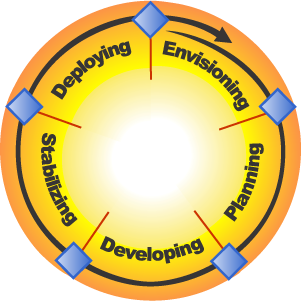 Envisioning
Planning
Developing
Stabilizing
Deploying